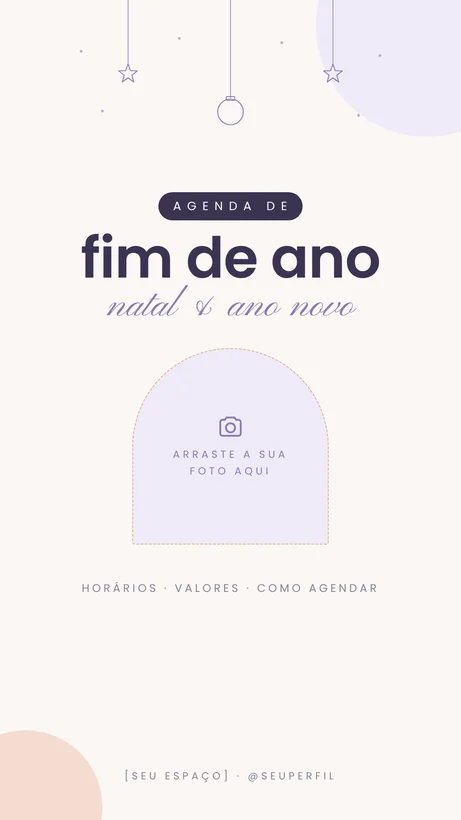 AGENDA DE
fim de ano
natal & ano novo
ARRASTE A SUA
FOTO AQUI
HORÁRIOS · VALORES · COMO AGENDAR
[SEU ESPAÇO] · @SEUPERFIL